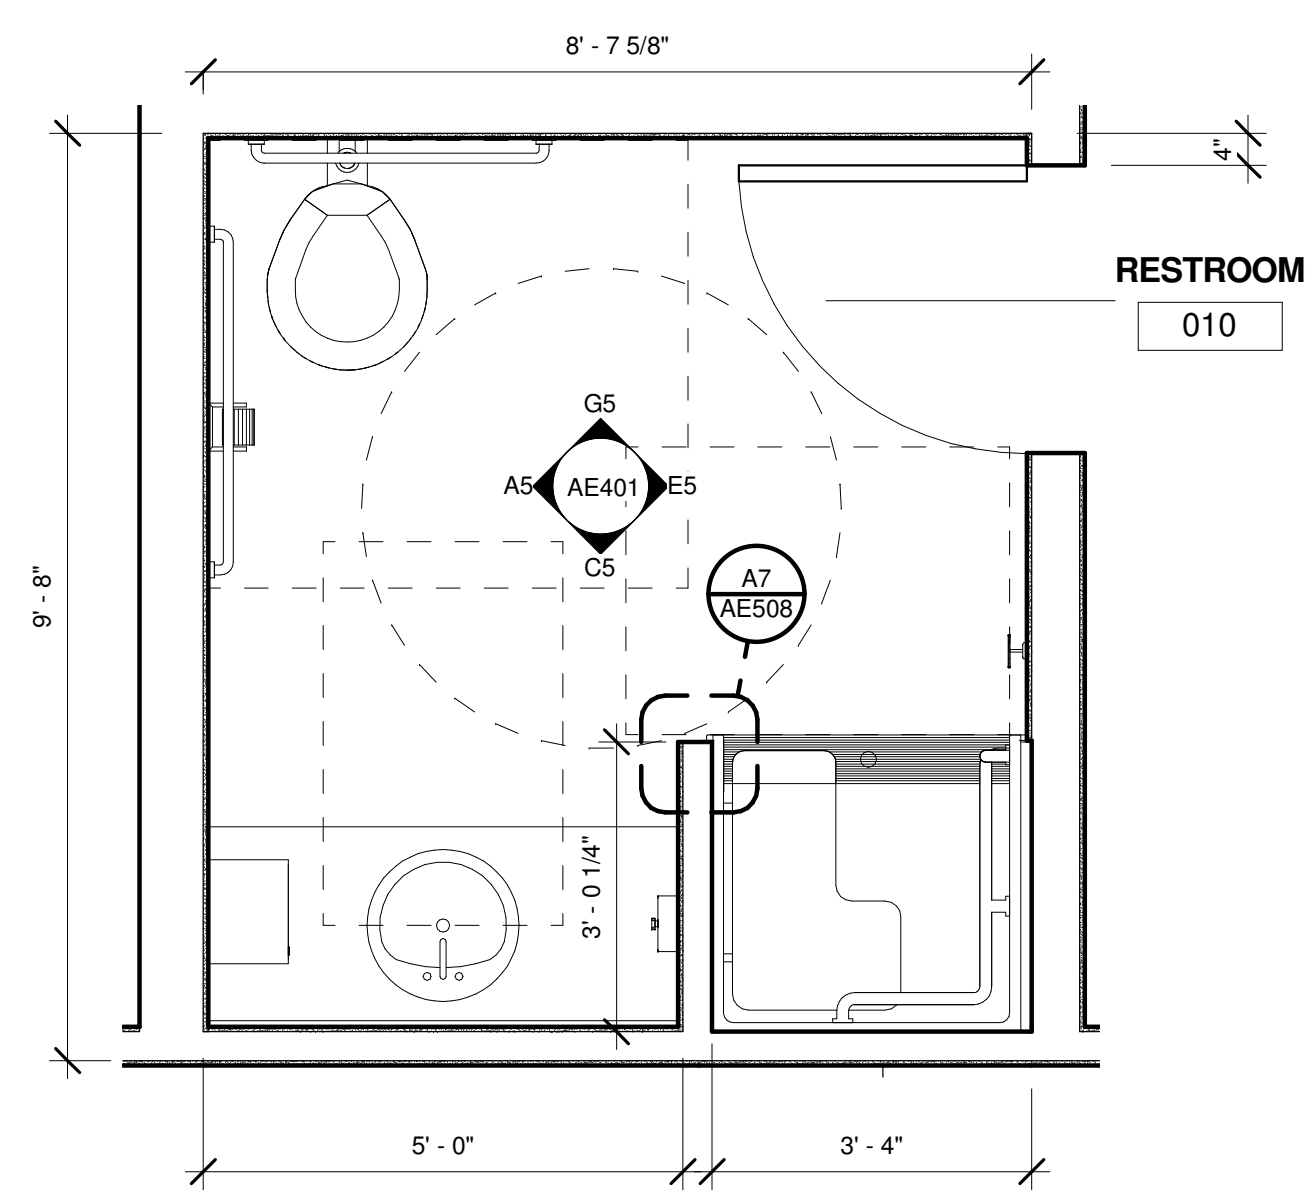 8' - 7 5/8"
4"
RESTROOM
010
G5
A5
AE401
E5
C5
A7
AE508
9' - 8"
3' - 0 1/4"
5' - 0"
3' - 4"